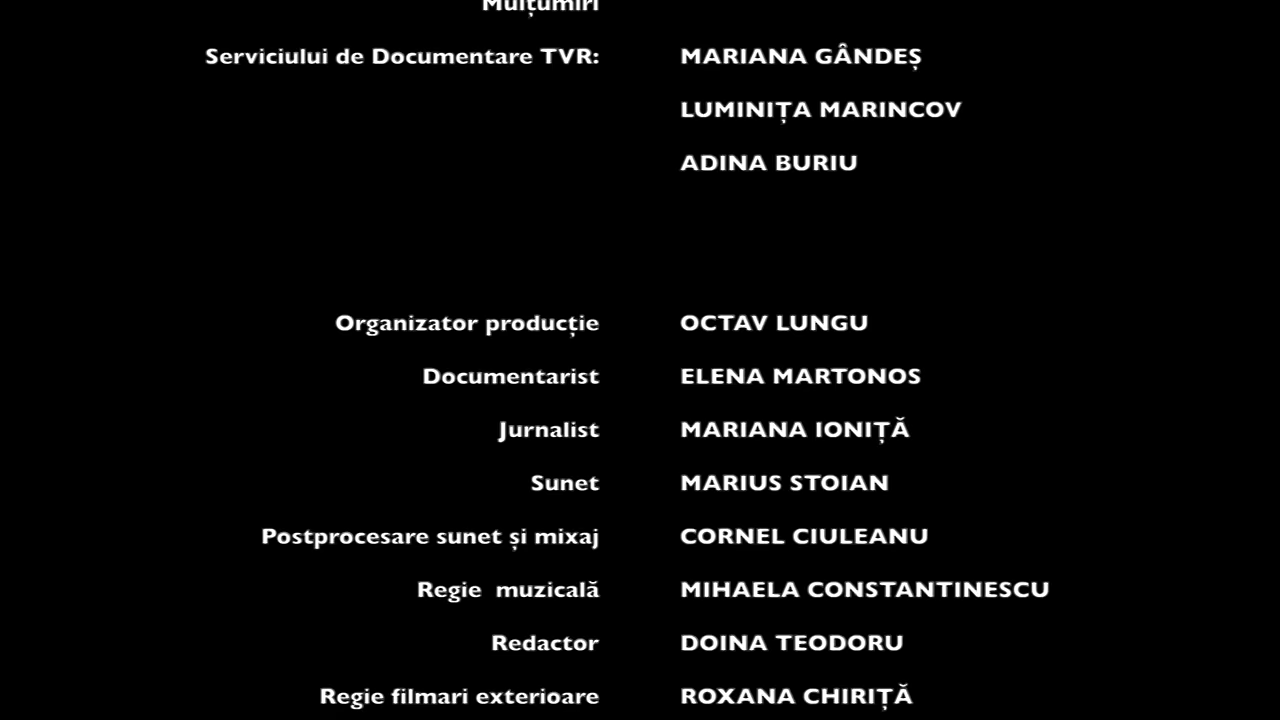 Mulțumiri
Serviciului de Documentare TVR: MARIANA GÂNDEȘ
LUMINIȚA MARINCOV
ADINA BURIU
Organizator producție OCTAV LUNGU
Documentarist ELENA MARTONOS
Jurnalist MARIANA IONIȚĂ
Sunet MARIUS STOIAN
Postprocesare sunet și mixaj CORNEL CIULEANU
Regie  muzicală MIHAELA CONSTANTINESCU
Redactor DOINA TEODORU
Regie filmari exterioare ROXANA CHIRIȚĂ